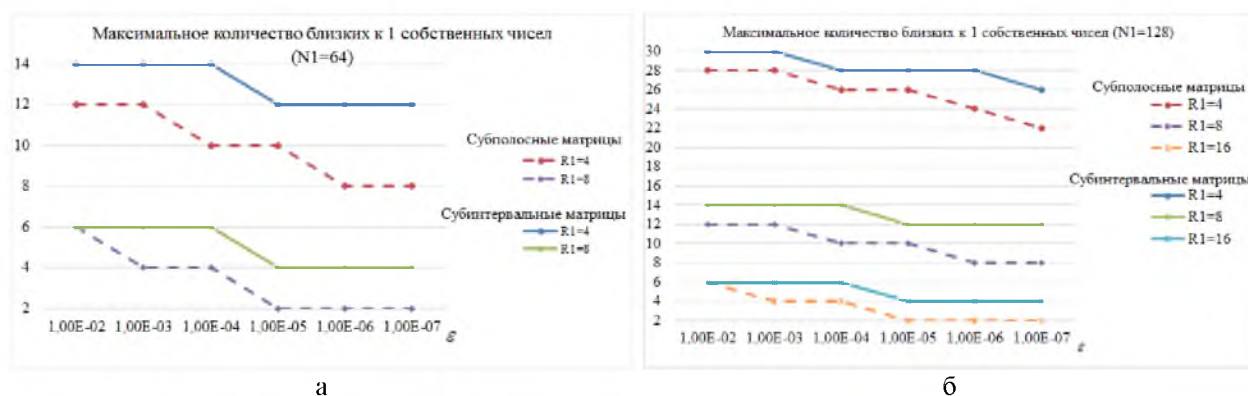 Максимальное количество близких к 1 собственных чисел
(N1=64)
14
12
10
8
6
4
2
1,00E-02 1,00E-03 1,00E-04 1,00E-05 1,00E-06 1,00E-07
ε
Субполосные матрицы
R1=4
R1=8
Субинтервальные матрицы
R1=4
R1=8
а
Максимальное количество близких к 1 собственных чисел (N1=128)
30
28
26
24
22
20
18
16
14
12
10
8
6
4
2
1,00E-02 1,00E-03 1,00E-04 1,00E-05 1,00E-06 1,00E-07
ε
Субполосные матрицы
R1=4
R1=8
R1=16
Субинтервальные матрицы
R1=4
R1=8
R1=16
б